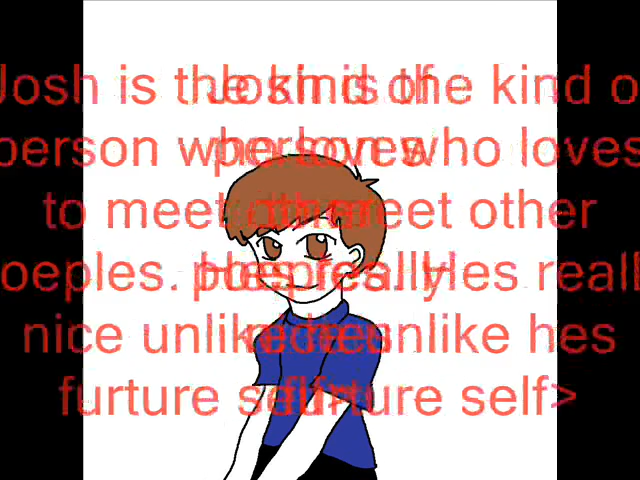 Josh is the kind of
person who loves
to meet other
poeples. Hes really
nice unlike hes
furture self>